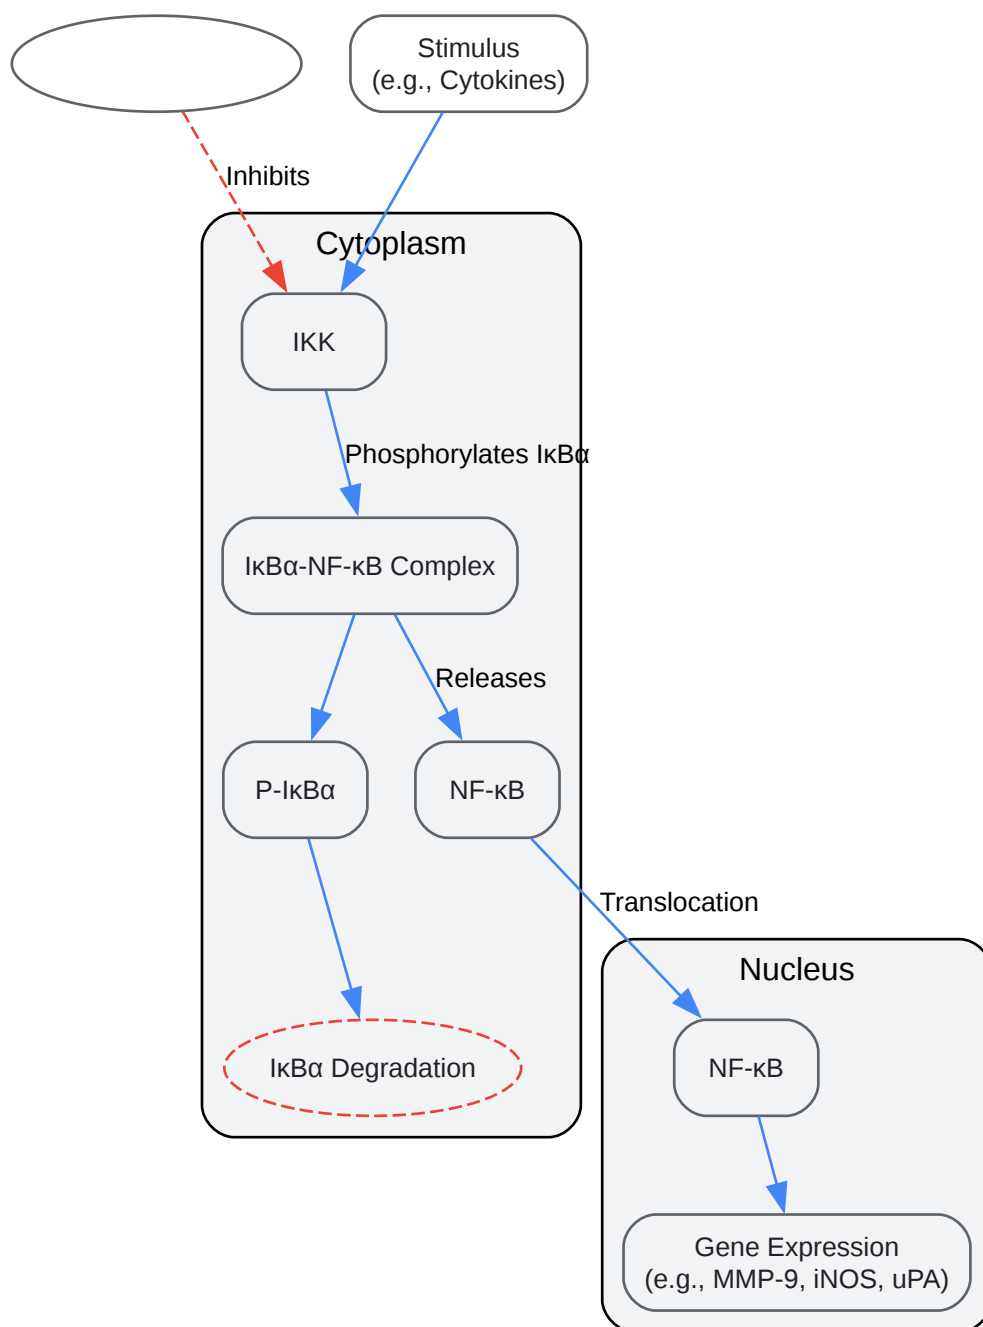 Stimulus
(e.g., Cytokines)
Inhibits
Cytoplasm
IKK
Phosphorylates IκBα
IκBα-NF-κB Complex
Releases
P-IκBα
NF-κB
Translocation
Nucleus
IκBα Degradation
NF-κB
Gene Expression
(e.g., MMP-9, iNOS, uPA)